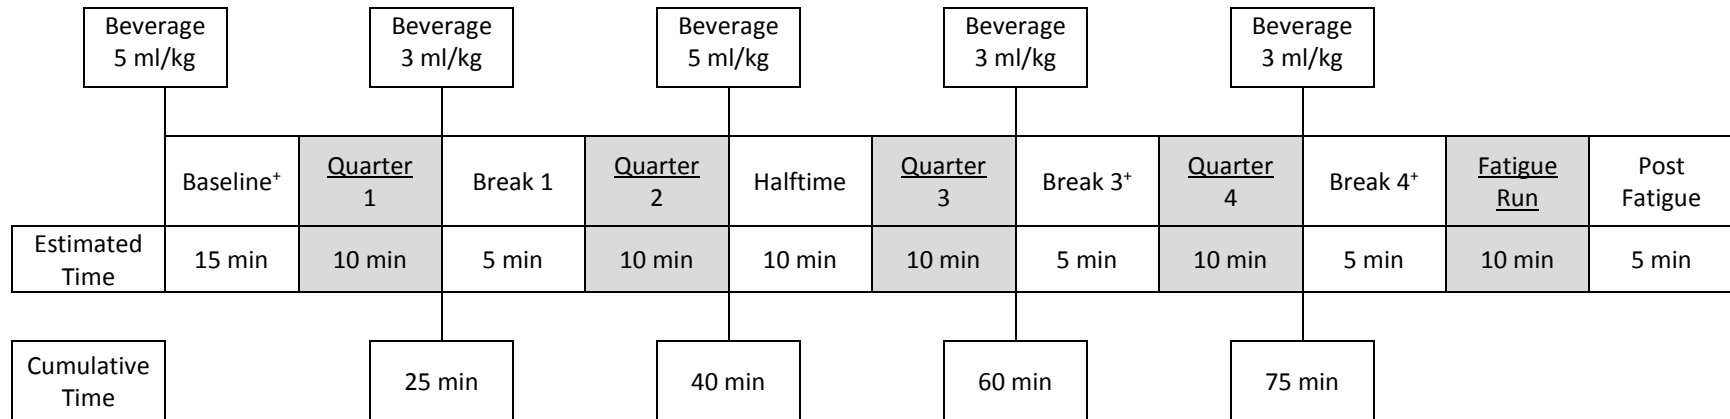 Beverage
5 ml/kg
Beverage
3 ml/kg
Beverage
5 ml/kg
Beverage
3 ml/kg
Beverage
3 ml/kg
Baseline⁺
Quarter
1
Break 1
Quarter
2
Halftime
Quarter
3
Break 3⁺
Quarter
4
Break 4⁺
Fatigue
Run
Post
Fatigue
Estimated
Time
15 min
10 min
5 min
10 min
10 min
10 min
5 min
10 min
5 min
10 min
5 min
Cumulative
Time
25 min
40 min
60 min
75 min